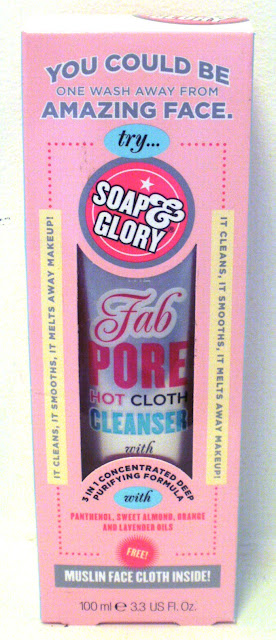 YOU COULD BE
ONE WASH AWAY FROM
AMAZING FACE.
try...
SOAP&
GLORY
IT CLEANS, IT SMOOTHS, IT MELTS AWAY MAKEUP!
IT CLEANS, IT SMOOTHS, IT MELTS AWAY MAKEUP!
Fab
PORE
HOT CLOTH
CLEANSER
with
3 IN 1 CONCENTRATED DEEP
PURIFYING FORMULA
with
PANTHENOL, SWEET ALMOND, ORANGE
AND LAVENDER OILS
FREE!
MUSLIN FACE CLOTH INSIDE!
100 ml ℮ 3.3 US Fl. Oz.